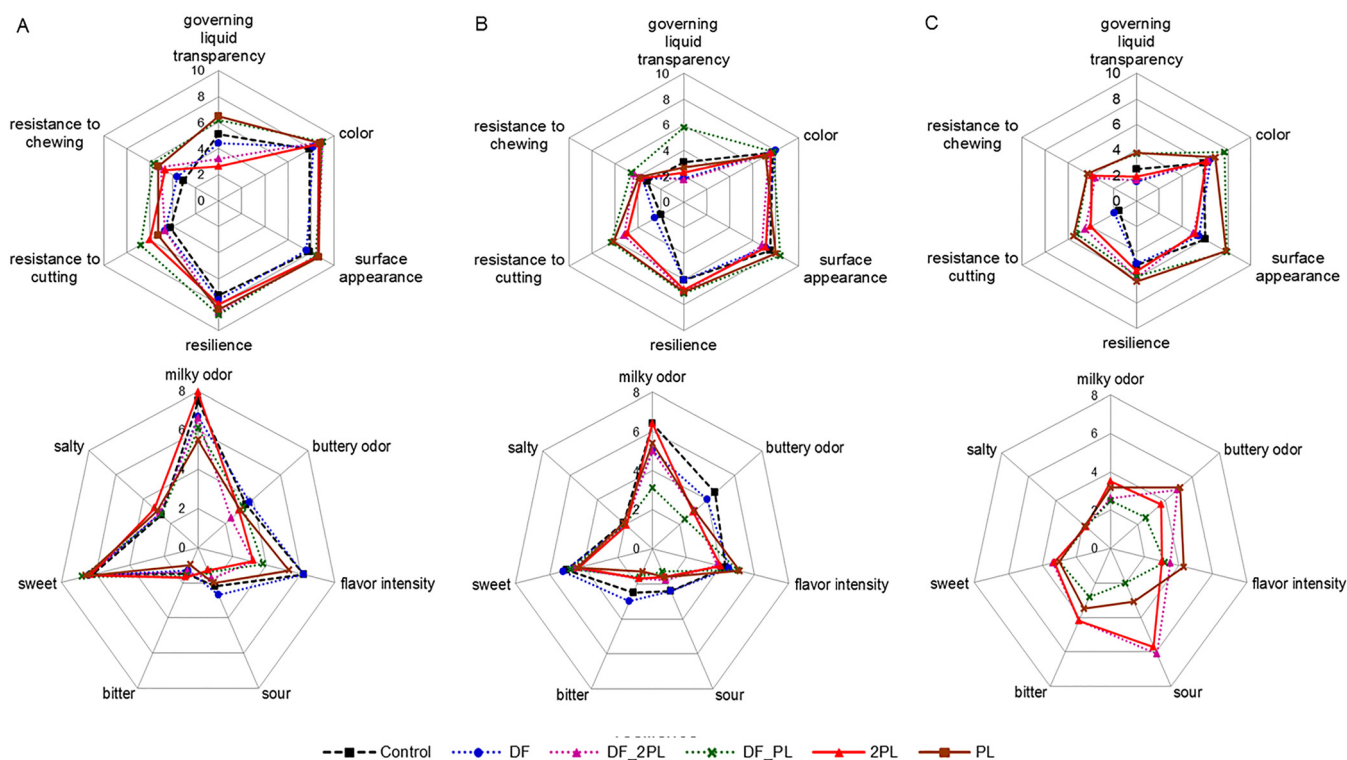 A
governing
liquid
transparency
10
8
6
4
2
0
color
surface
appearance
resilience
resistance to
cutting
resistance to
chewing
B
governing
liquid
transparency
10
8
6
4
2
0
color
surface
appearance
resilience
resistance to
cutting
resistance to
chewing
C
governing
liquid
transparency
10
8
6
4
2
0
color
surface
appearance
resilience
resistance to
cutting
resistance to
chewing
milky odor
8
6
4
2
0
buttery odor
flavor intensity
sour
bitter
sweet
salty
milky odor
8
6
4
2
0
buttery odor
flavor intensity
sour
bitter
sweet
salty
milky odor
8
6
4
2
0
buttery odor
flavor intensity
sour
bitter
sweet
salty
Control DF DF_2PL DF_PL 2PL PL